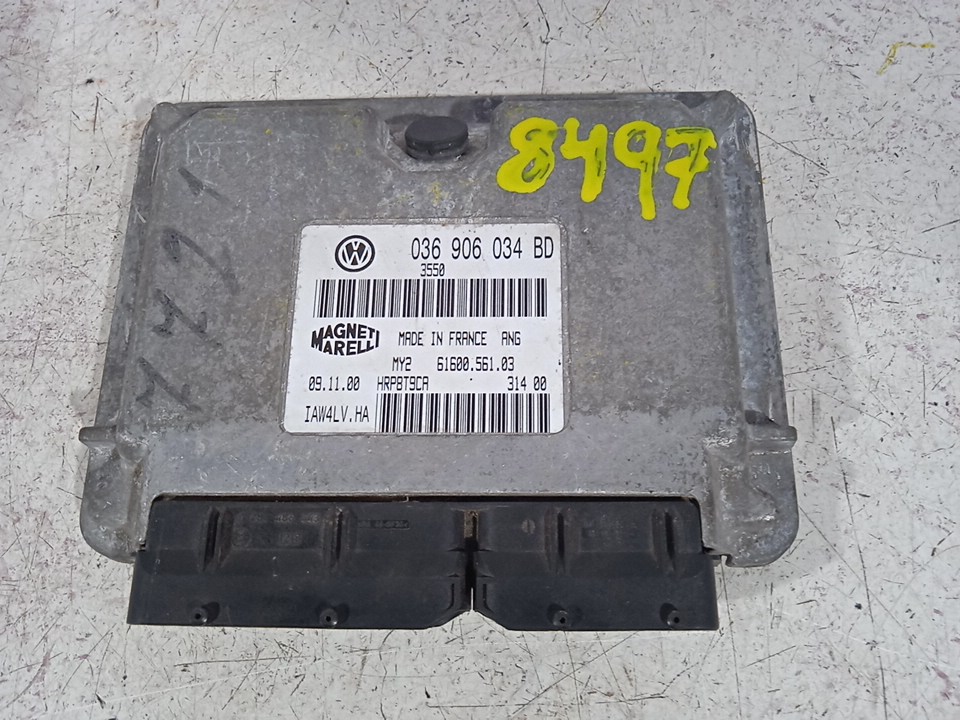 8497
036 906 034 BD
3550
MAGNETI MARELLI
MADE IN FRANCE ANG
MY2 61600.561.03
09.11.00 HRPBT9CA 314 00
IAW4LV.HA